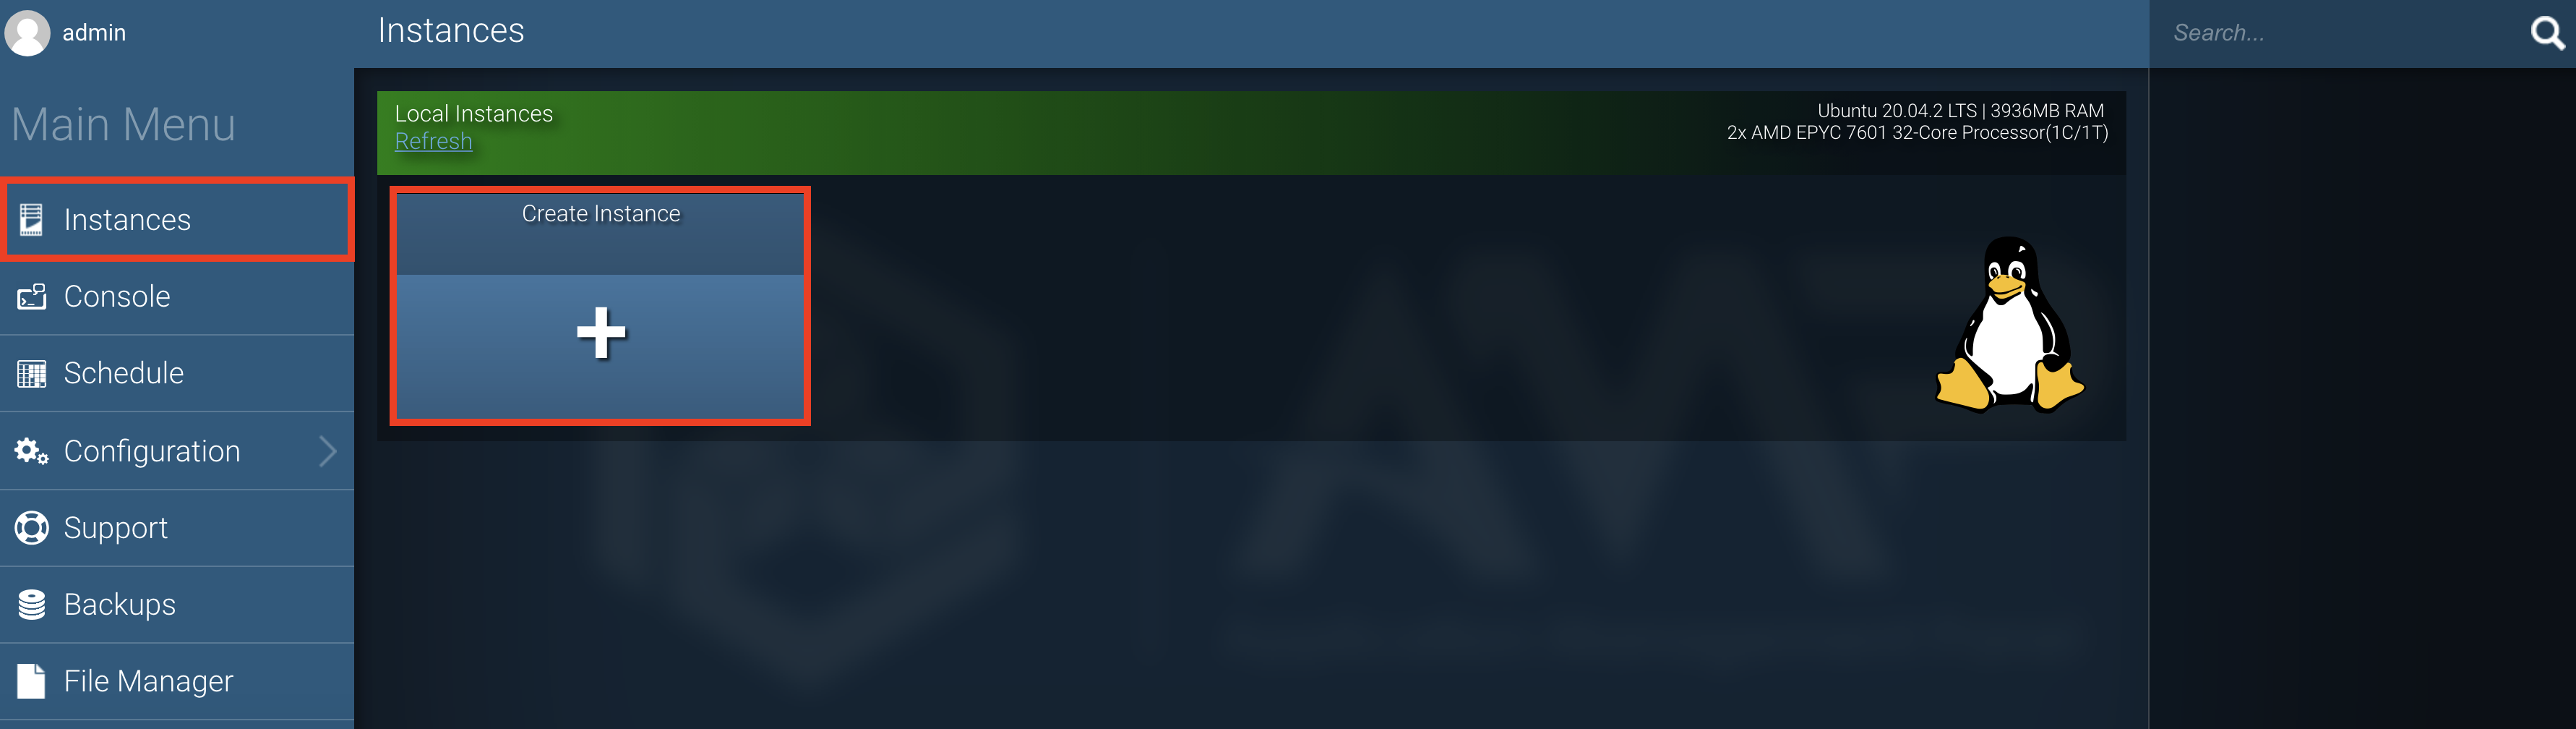 admin
Instances
Search...
Main Menu
Instances
Console
Schedule
Configuration
Support
Backups
File Manager
Local Instances
Refresh
Ubuntu 20.04.2 LTS | 3936MB RAM
2x AMD EPYC 7601 32-Core Processor(1C/1T)
Create Instance
AMP